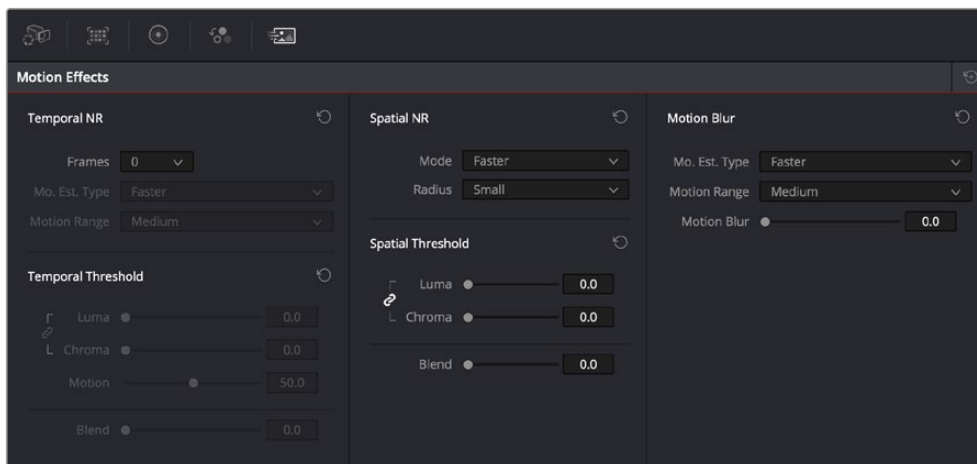 Motion Effects
Temporal NR
Frames 0
Mo. Est. Type Faster
Motion Range Medium
Temporal Threshold
Luma 0.0
Chroma 0.0
Motion 50.0
Blend 0.0
Spatial NR
Mode Faster
Radius Small
Spatial Threshold
Luma 0.0
Chroma 0.0
Blend 0.0
Motion Blur
Mo. Est. Type Faster
Motion Range Medium
Motion Blur 0.0